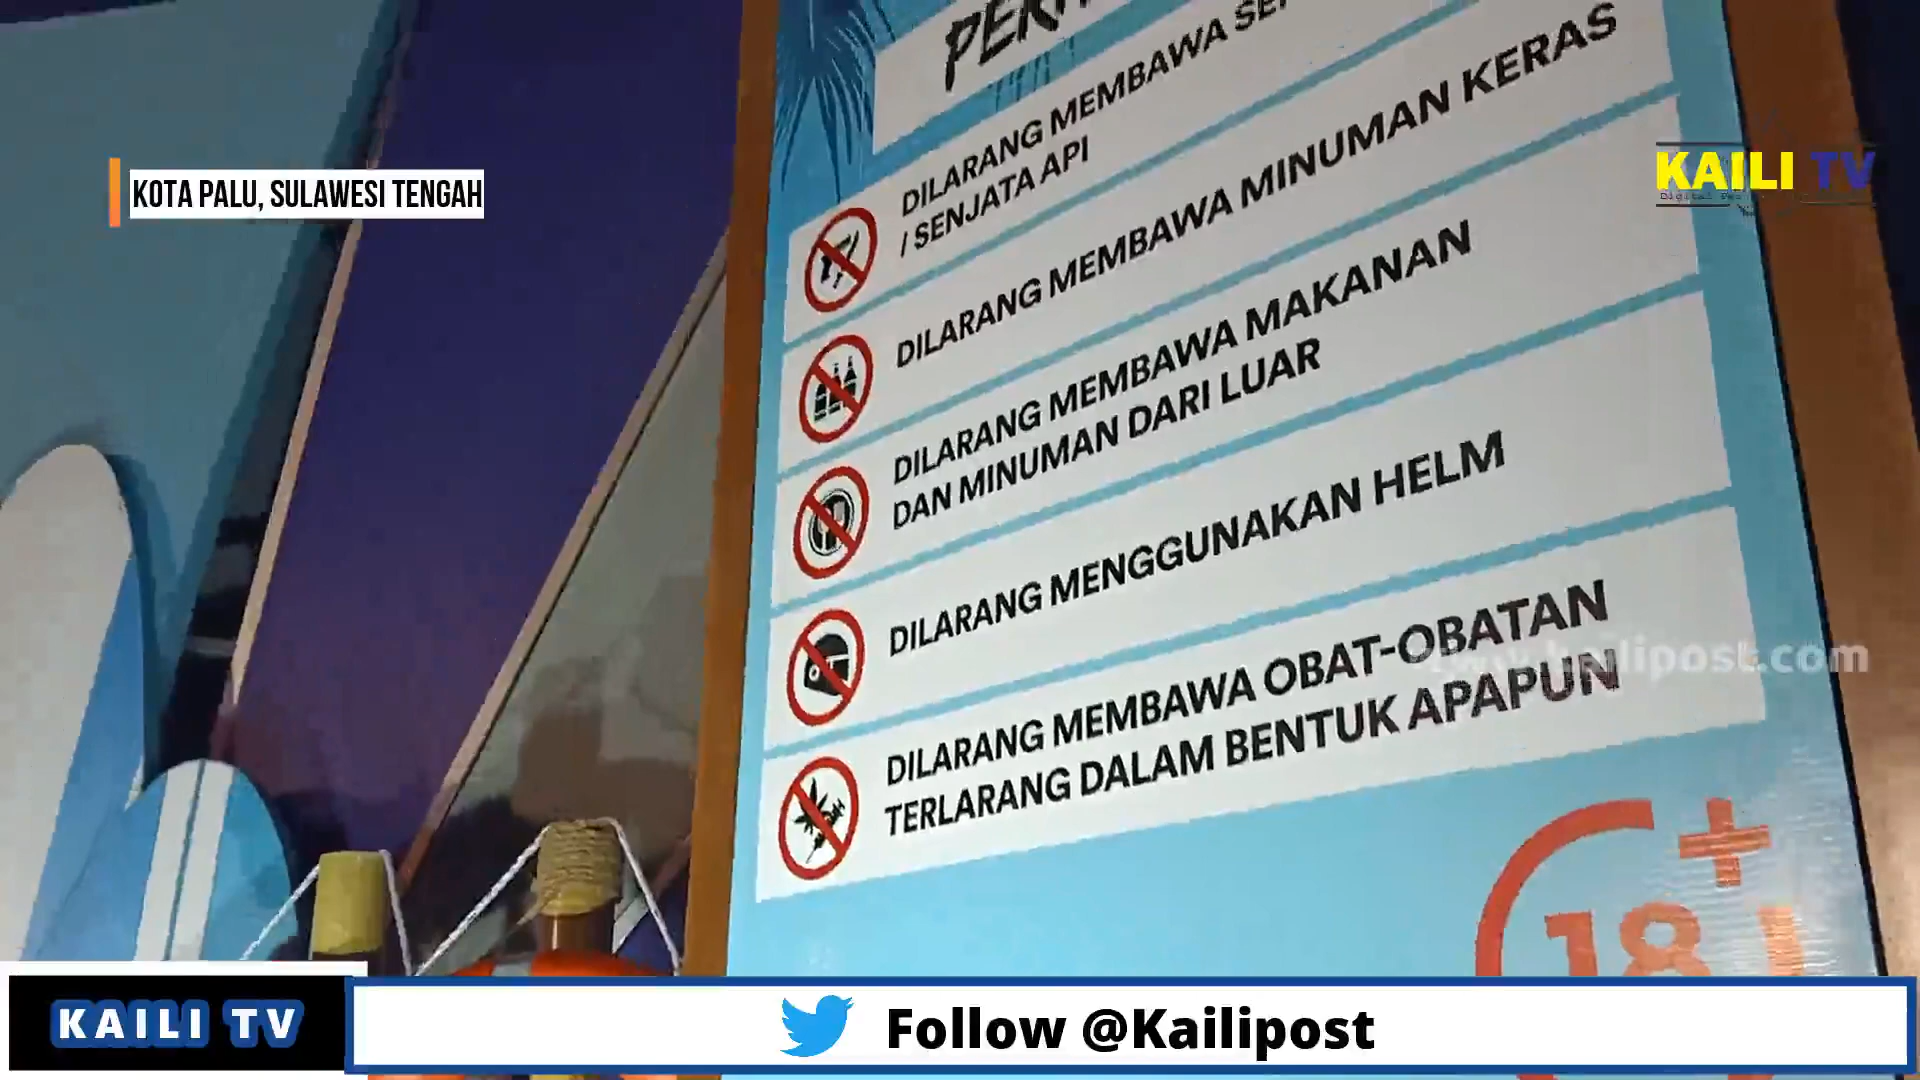 DILARANG MEMBAWA
/ SENJATA API
DILARANG MEMBAWA MINUMAN KERAS
DILARANG MEMBAWA MAKANAN
DAN MINUMAN DARI LUAR
DILARANG MENGGUNAKAN HELM
DILARANG MEMBAWA OBAT-OBATAN
TERLARANG DALAM BENTUK APAPUN
18+
KOTA PALU, SULAWESI TENGAH
KAILI TV
www.kailipost.com
KAILI TV
Follow @Kailipost